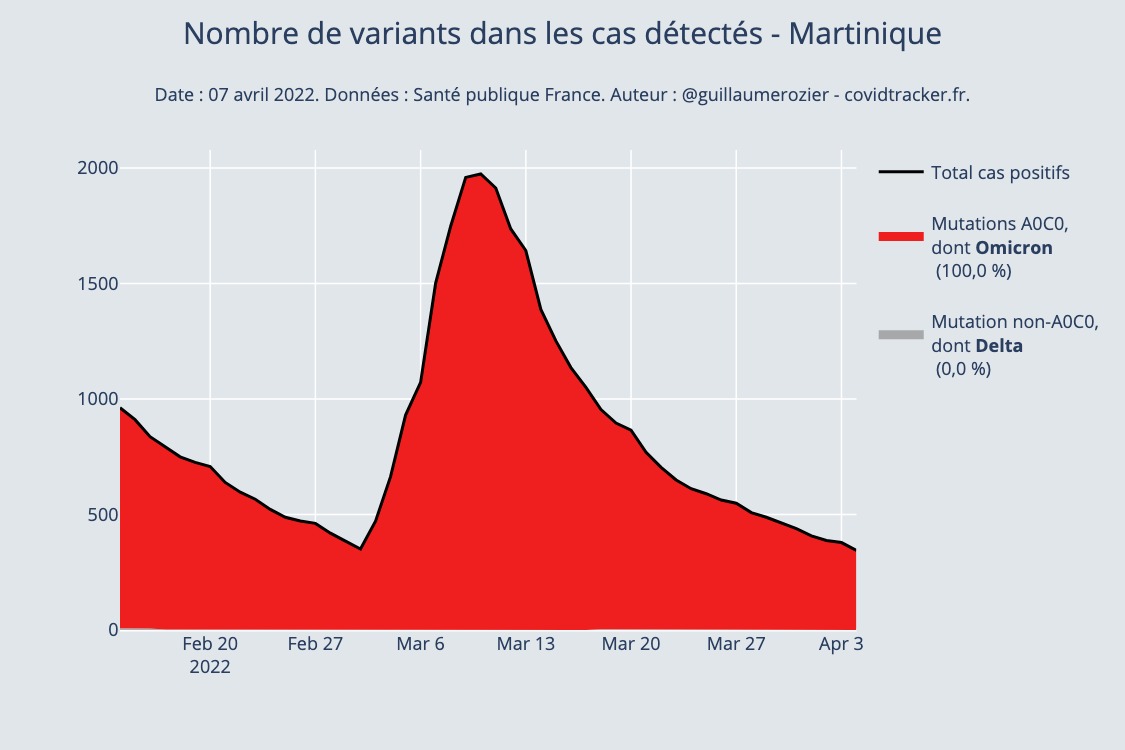 Nombre de variants dans les cas détectés - Martinique
Date : 07 avril 2022. Données : Santé publique France. Auteur : @guillaumerozier - covidtracker.fr.
2000
1500
1000
500
0
Feb 20
2022
Feb 27
Mar 6
Mar 13
Mar 20
Mar 27
Apr 3
Total cas positifs
Mutations A0C0,
dont Omicron
(100,0 %)
Mutation non-A0C0,
dont Delta
(0,0 %)